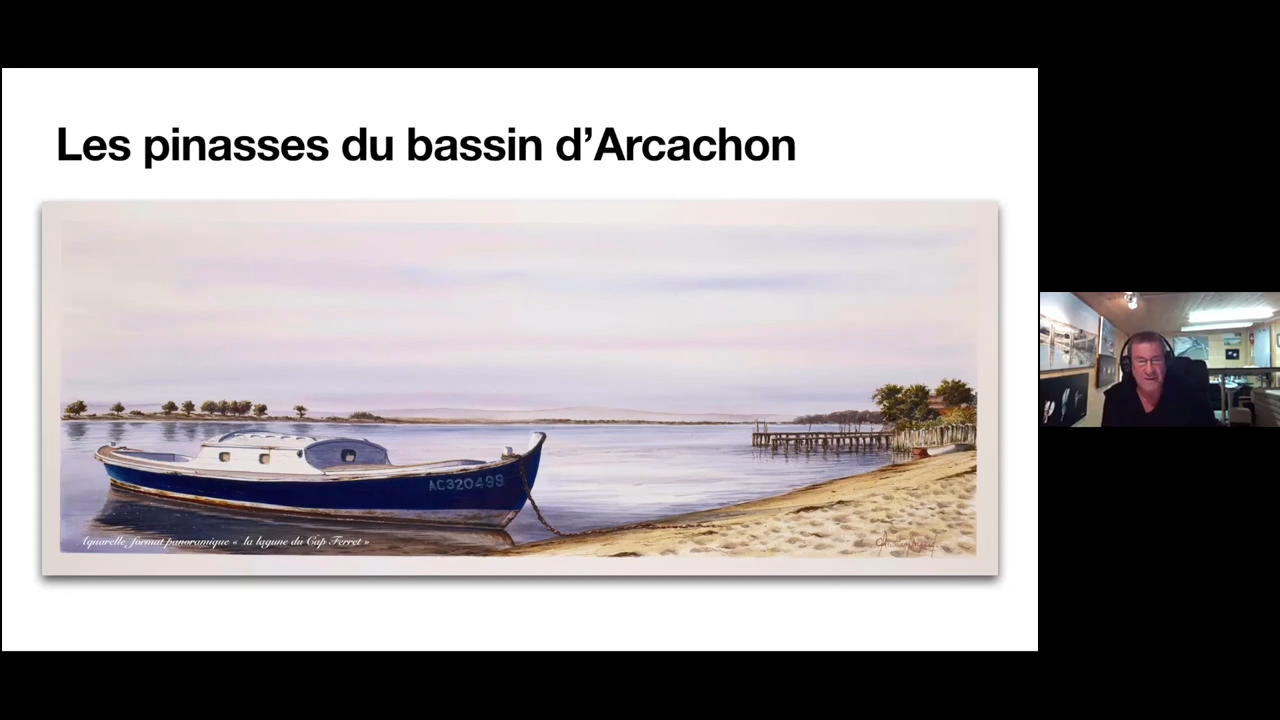 Les pinasses du bassin d’Arcachon
AC320499
Aquarelle, format panoramique « la lagune du Cap Ferret »